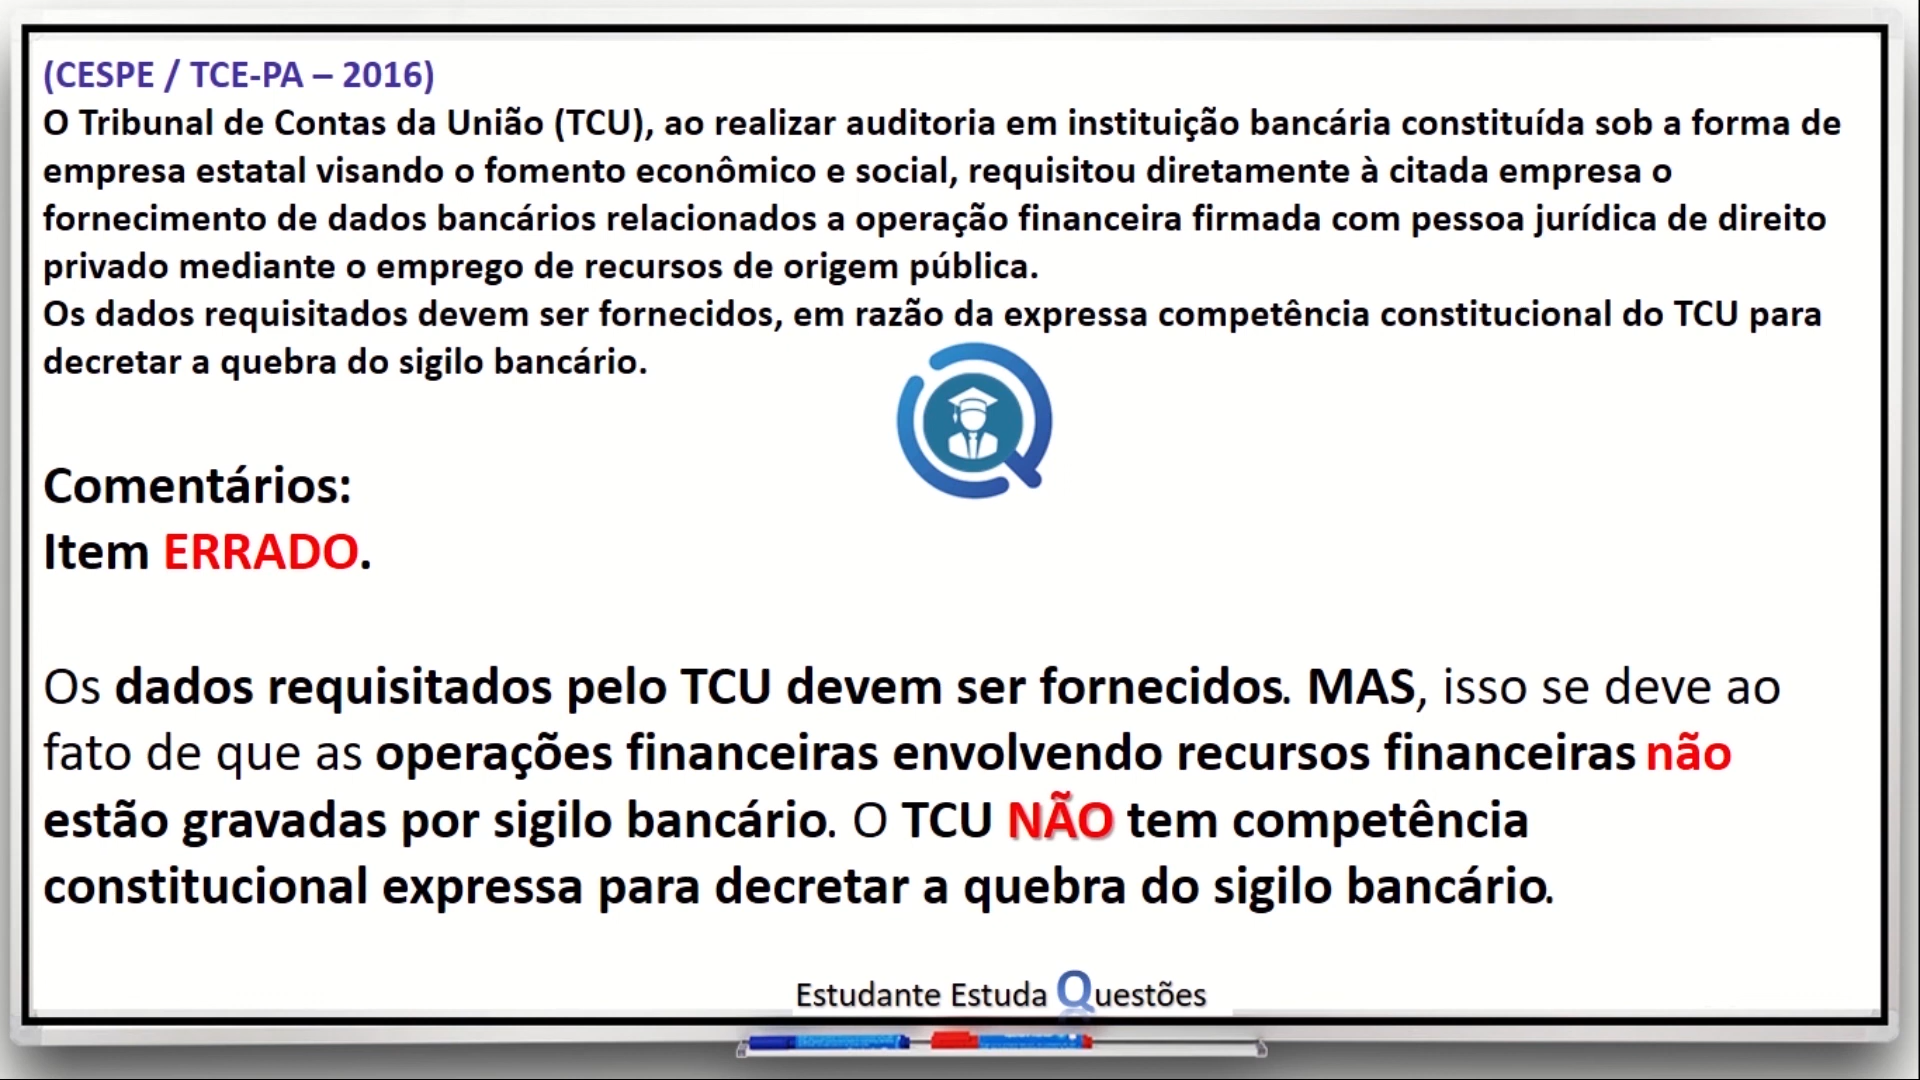 (CESPE / TCE-PA – 2016)
O Tribunal de Contas da União (TCU), ao realizar auditoria em instituição bancária constituída sob a forma de
empresa estatal visando o fomento econômico e social, requisitou diretamente à citada empresa o
fornecimento de dados bancários relacionados a operação financeira firmada com pessoa jurídica de direito
privado mediante o emprego de recursos de origem pública.
Os dados requisitados devem ser fornecidos, em razão da expressa competência constitucional do TCU para
decretar a quebra do sigilo bancário.
Comentários:
Item ERRADO.
Os dados requisitados pelo TCU devem ser fornecidos. MAS, isso se deve ao
fato de que as operações financeiras envolvendo recursos financeiras não
estão gravadas por sigilo bancário. O TCU NÃO tem competência
constitucional expressa para decretar a quebra do sigilo bancário.
Estudante Estuda Questões